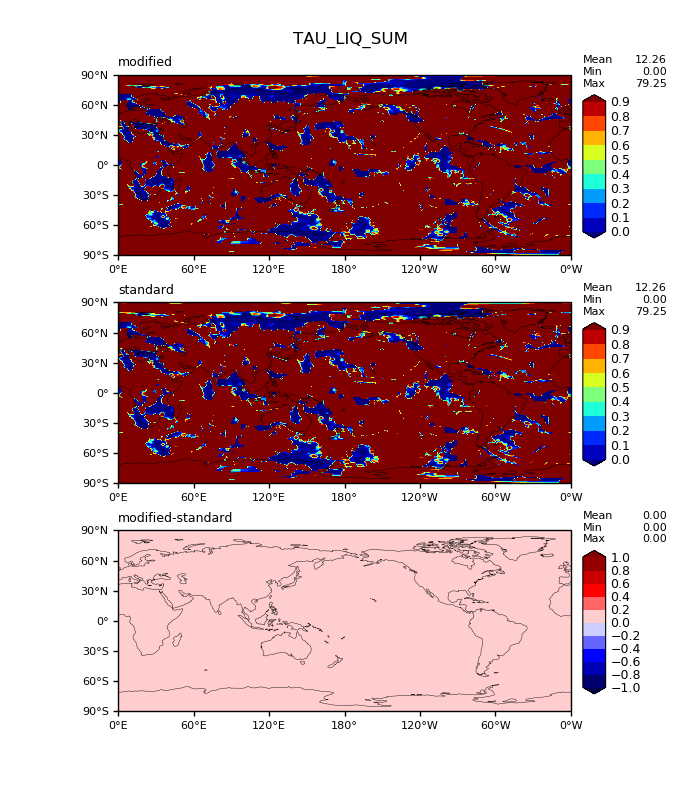 TAU_LIQ_SUM
modified
Mean 12.26
Min 0.00
Max 79.25
90°N
60°N
30°N
0°
30°S
60°S
90°S
0°E 60°E 120°E 180° 120°W 60°W 0°W
0.9
0.8
0.7
0.6
0.5
0.4
0.3
0.2
0.1
0.0
standard
Mean 12.26
Min 0.00
Max 79.25
90°N
60°N
30°N
0°
30°S
60°S
90°S
0°E 60°E 120°E 180° 120°W 60°W 0°W
0.9
0.8
0.7
0.6
0.5
0.4
0.3
0.2
0.1
0.0
modified-standard
Mean 0.00
Min 0.00
Max 0.00
90°N
60°N
30°N
0°
30°S
60°S
90°S
0°E 60°E 120°E 180° 120°W 60°W 0°W
1.0
0.8
0.6
0.4
0.2
0.0
−0.2
−0.4
−0.6
−0.8
−1.0